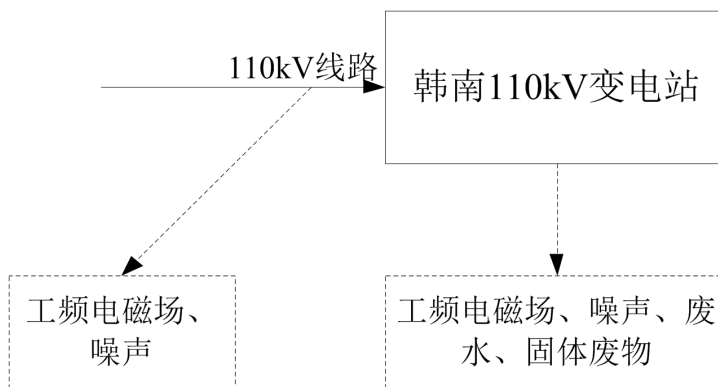 110kV线路
韩南110kV变电站
工频电磁场、
噪声
工频电磁场、噪声、废
水、固体废物